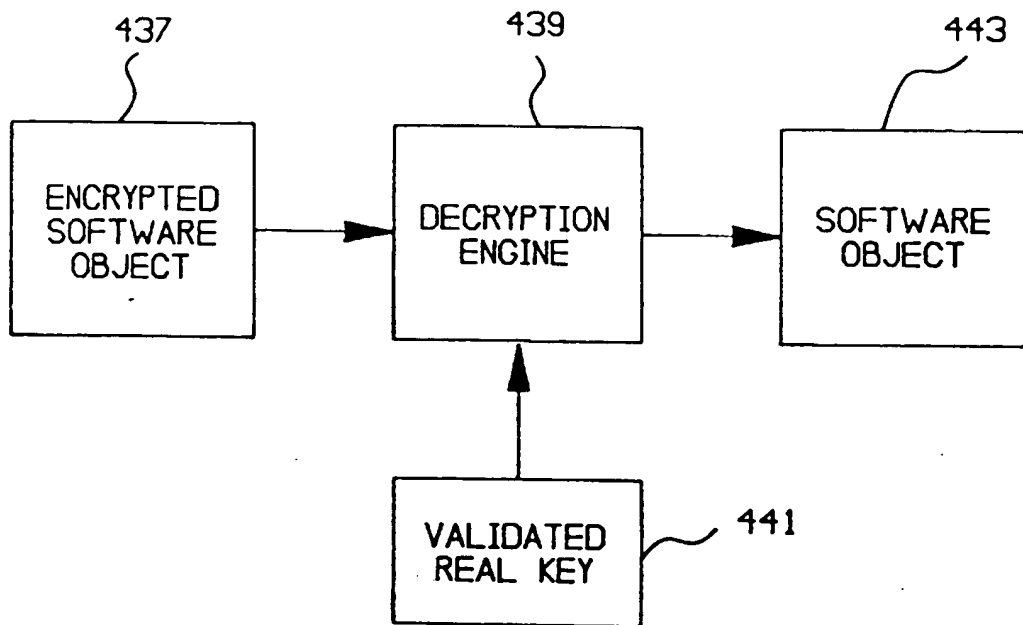 437
439
443
ENCRYPTED
SOFTWARE
OBJECT
DECRYPTION
ENGINE
SOFTWARE
OBJECT
VALIDATED
REAL KEY
441